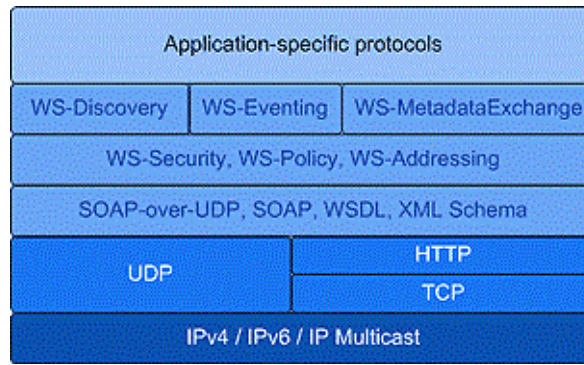 Application-specific protocols
WS-Discovery
WS-Eventing
WS-MetadataExchange
WS-Security, WS-Policy, WS-Addressing
SOAP-over-UDP, SOAP, WSDL, XML Schema
UDP
HTTP
TCP
IPv4 / IPv6 / IP Multicast